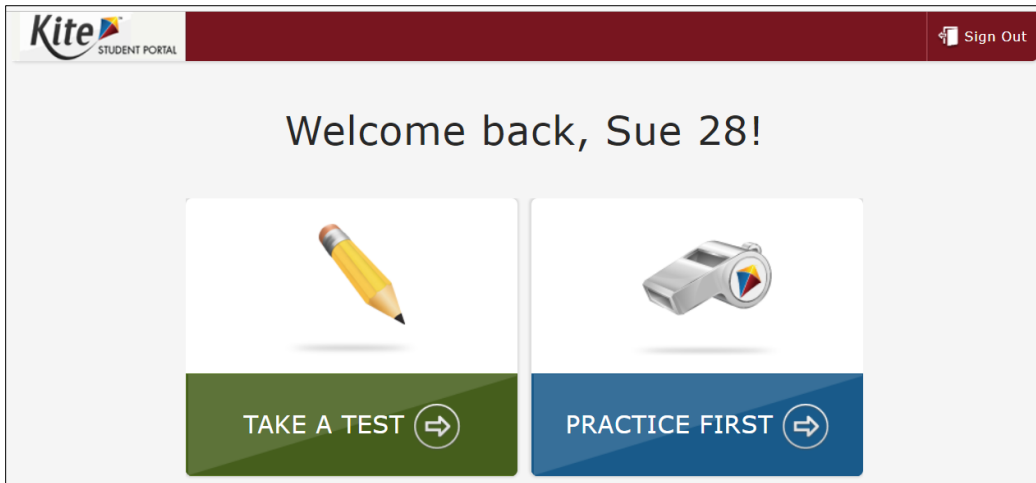 Kite
STUDENT PORTAL
Sign Out
Welcome back, Sue 28!
TAKE A TEST
PRACTICE FIRST